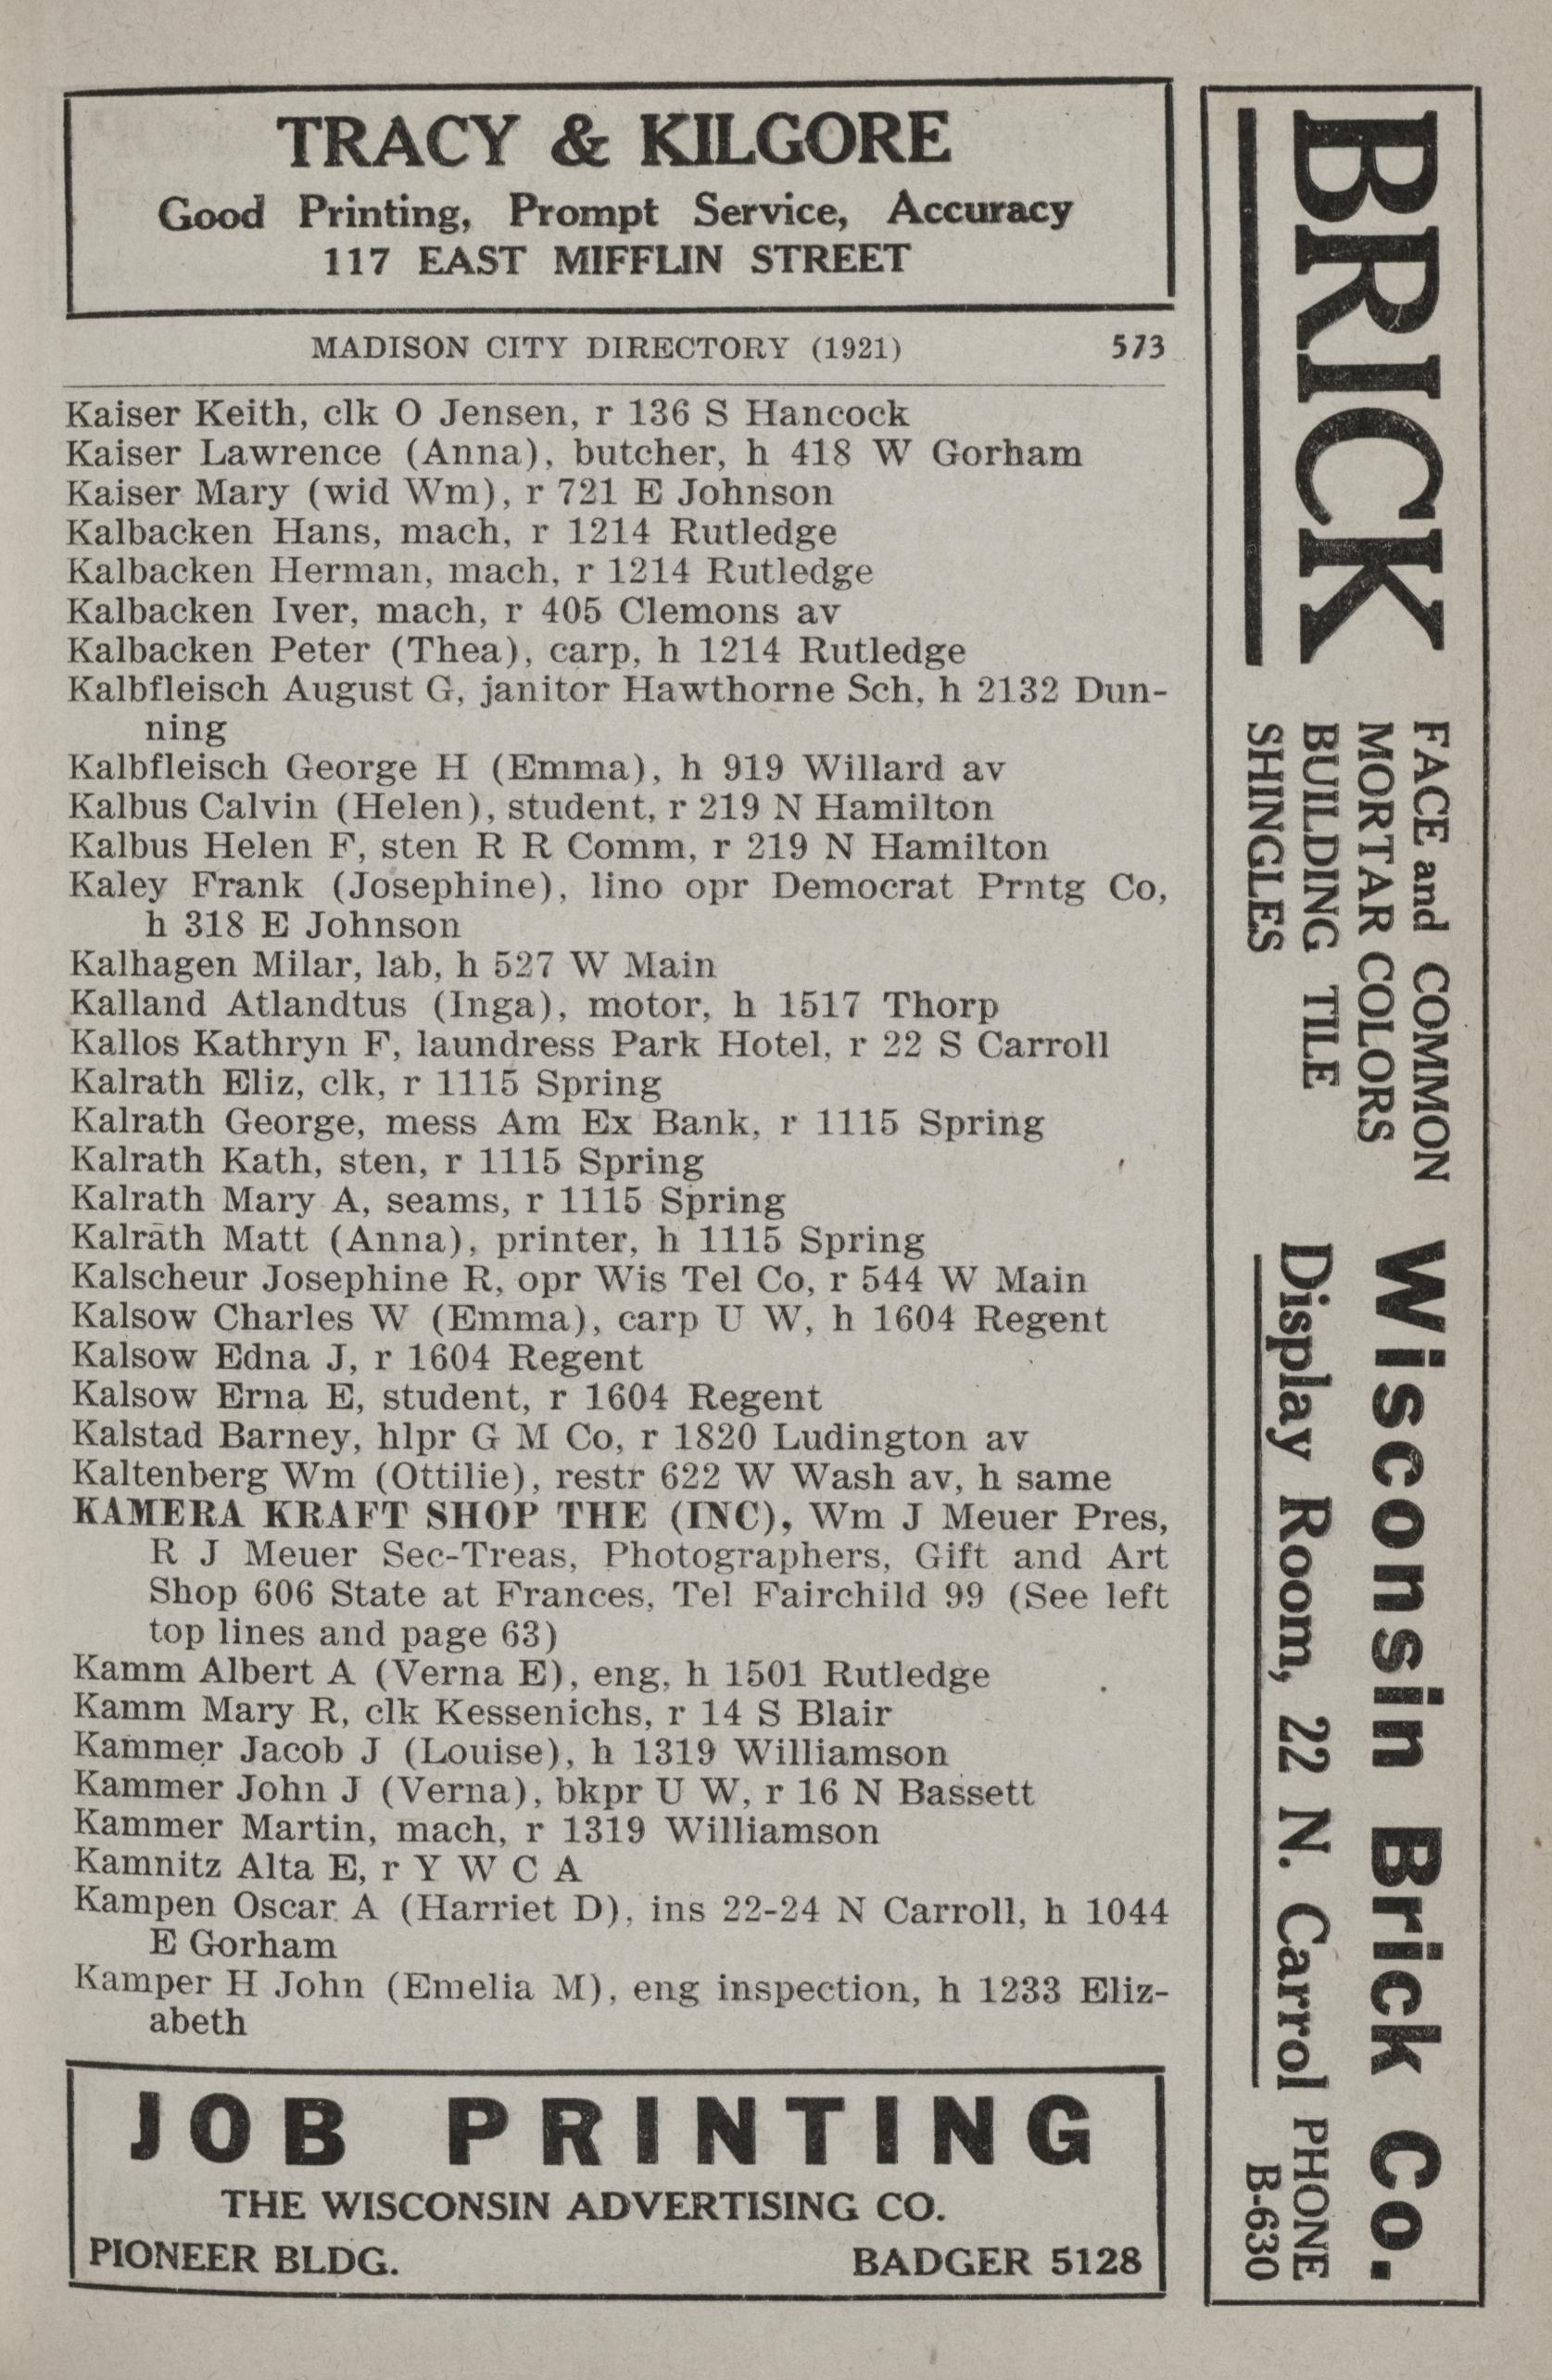 TRACY & KILGORE
Good Printing, Prompt Service, Accuracy
117 EAST MIFFLIN STREET
MADISON CITY DIRECTORY (1921) 573
Kaiser Keith, clk O Jensen, r 136 S Hancock
Kaiser Lawrence (Anna), butcher, h 418 W Gorham
Kaiser Mary (wid Wm), r 721 E Johnson
Kalbacken Hans, mach, r 1214 Rutledge
Kalbacken Herman, mach, r 1214 Rutledge
Kalbacken Iver, mach, r 405 Clemons av
Kalbacken Peter (Thea), carp, h 1214 Rutledge
Kalbfleisch August G, janitor Hawthorne Sch, h 2132 Dun-
ning
Kalbfleisch George H (Emma), h 919 Willard av
Kalbus Calvin (Helen), student, r 219 N Hamilton
Kalbus Helen F, sten R R Comm, r 219 N Hamilton
Kaley Frank (Josephine), lino opr Democrat Prntg Co,
h 318 E Johnson
Kalhagen Milar, lab, h 527 W Main
Kalland Atlandtus (Inga), motor, h 1517 Thorp
Kallos Kathryn F, laundress Park Hotel, r 22 S Carroll
Kalrath Eliz, clk, r 1115 Spring
Kalrath George, mess Am Ex Bank, r 1115 Spring
Kalrath Kath, sten, r 1115 Spring
Kalrath Mary A, seams, r 1115 Spring
Kalrath Matt (Anna), printer, h 1115 Spring
Kalscheur Josephine R, opr Wis Tel Co, r 544 W Main
Kalsow Charles W (Emma), carp U W, h 1604 Regent
Kalsow Edna J, r 1604 Regent
Kalsow Erna E, student, r 1604 Regent
Kalstad Barney, hlpr G M Co, r 1820 Ludington av
Kaltenberg Wm (Ottilie), restr 622 W Wash av, h same
KAMERA KRAFT SHOP THE (INC), Wm J Meuer Pres,
R J Meuer Sec-Treas, Photographers, Gift and Art
Shop 606 State at Frances, Tel Fairchild 99 (See left
top lines and page 63)
Kamm Albert A (Verna E), eng, h 1501 Rutledge
Kamm Mary R, clk Kessenichs, r 14 S Blair
Kammer Jacob J (Louise), h 1319 Williamson
Kammer John J (Verna), bkpr U W, r 16 N Bassett
Kammer Martin, mach, r 1319 Williamson
Kamnitz Alta E, r Y W C A
Kampen Oscar A (Harriet D), ins 22-24 N Carroll, h 1044
E Gorham
Kamper H John (Emelia M), eng inspection, h 1233 Eliz-
abeth
JOB PRINTING
THE WISCONSIN ADVERTISING CO.
PIONEER BLDG. BADGER 5128
BRICK
FACE and COMMON
MORTAR COLORS
BUILDING TILE
SHINGLES
Wisconsin Brick Co.
Display Room, 22 N. Carrol
PHONE
B-630